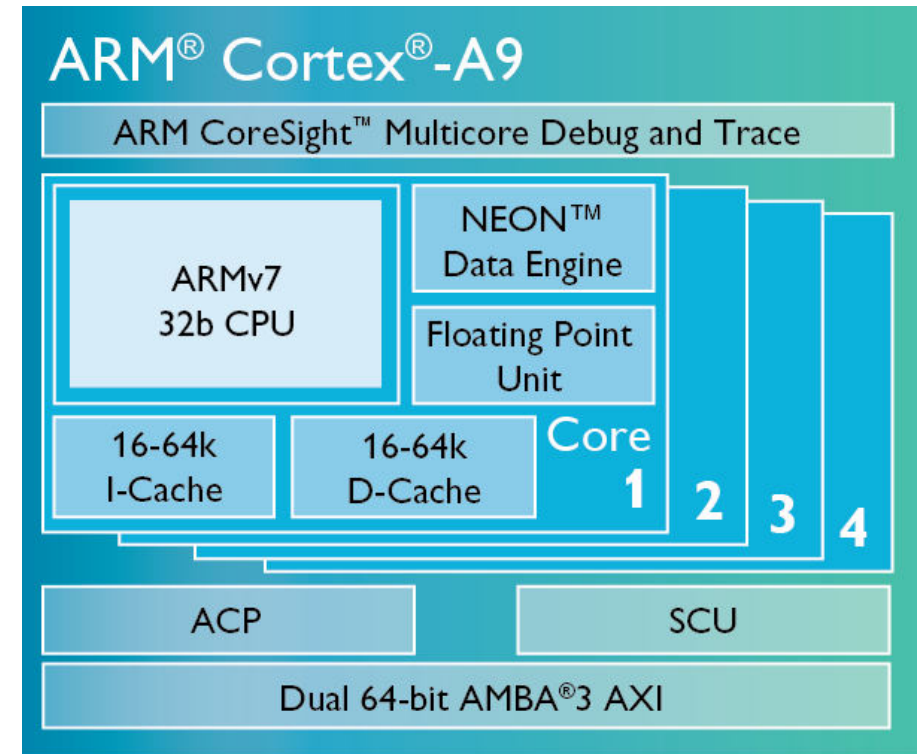 ARM® Cortex®-A9
ARM CoreSight™ Multicore Debug and Trace
ARMv7
32b CPU
NEON™
Data Engine
Floating Point
Unit
16-64k
I-Cache
16-64k
D-Cache
Core
1
2
3
4
ACP
SCU
Dual 64-bit AMBA®3 AXI